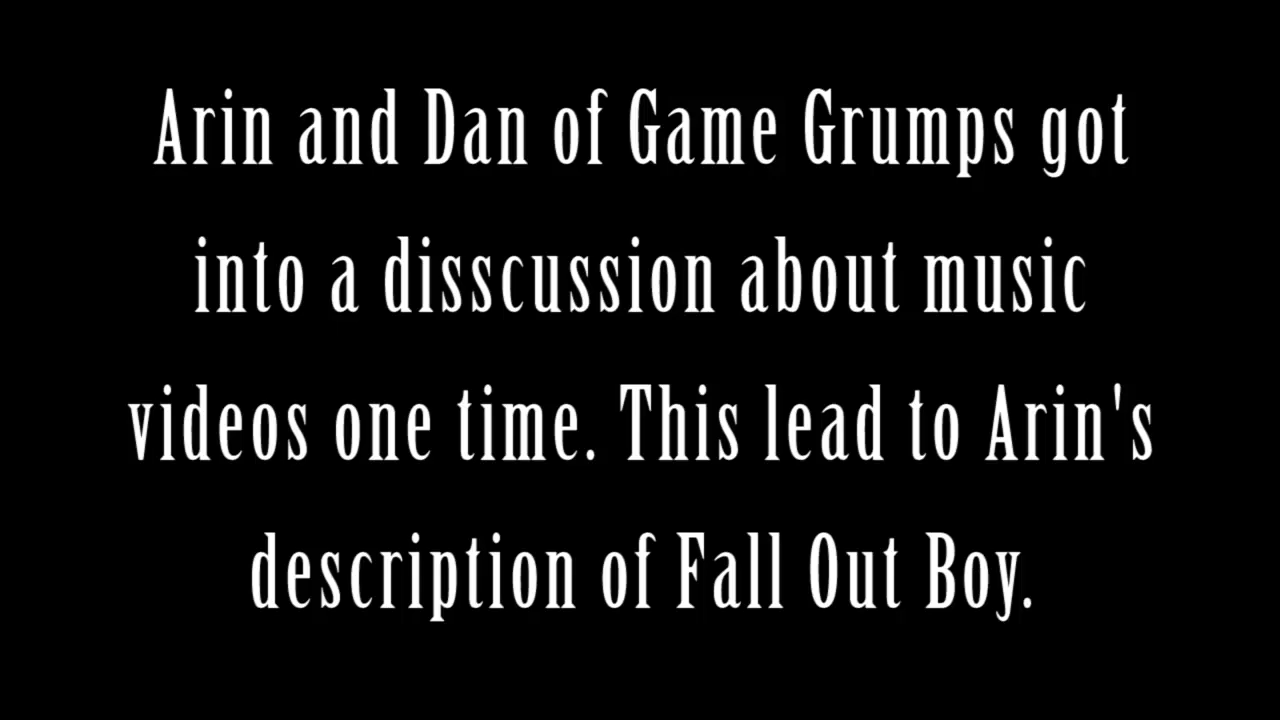 Arin and Dan of Game Grumps got
into a disscussion about music
videos one time. This lead to Arin's
description of Fall Out Boy.